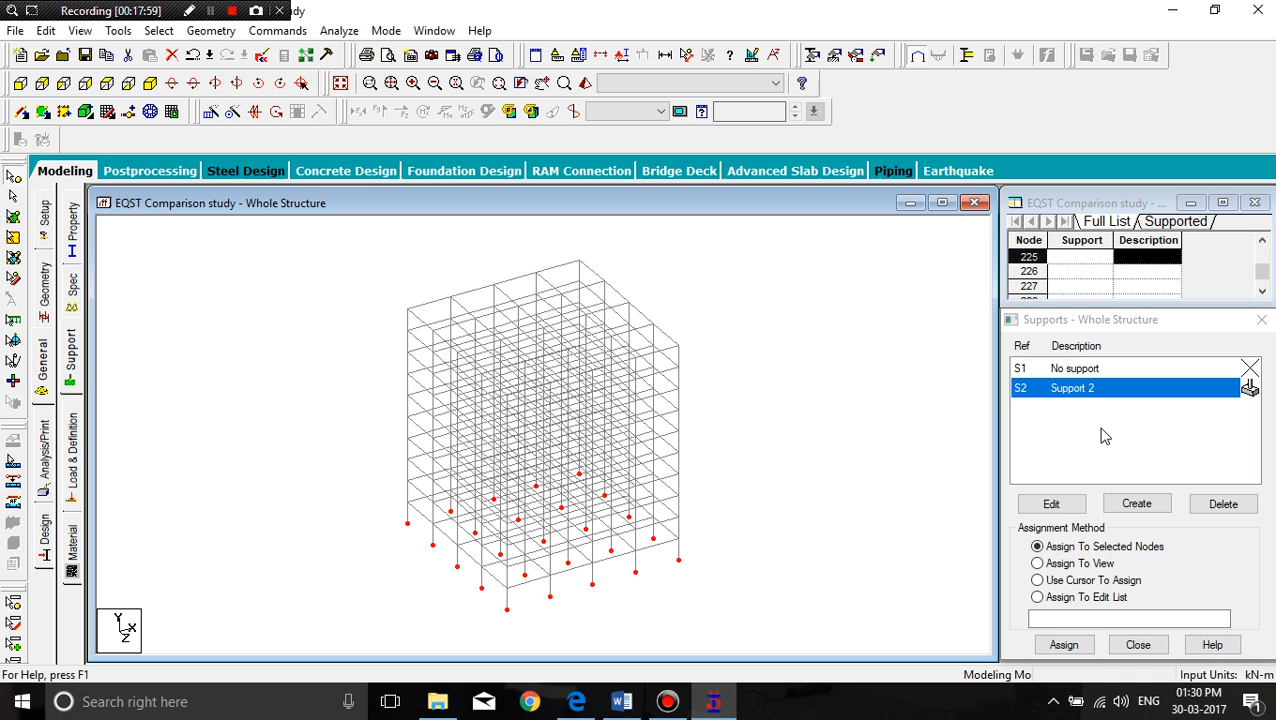 Recording [00:17:59]
udy
File Edit View Tools Select Geometry Commands Analyze Mode Window Help
Modeling Postprocessing Steel Design Concrete Design Foundation Design RAM Connection Bridge Deck Advanced Slab Design Piping Earthquake
EQST Comparison study - Whole Structure
EQST Comparison study - ...
Full List Supported
Node Support Description
225
226
227
Setup
Geometry
General
Analysis/Print
Design
Property
Spec
Support
Load & Definition
Material
Y
X
Z
Supports - Whole Structure
Ref Description
S1 No support
S2 Support 2
Edit Create Delete
Assignment Method
Assign To Selected Nodes
Assign To View
Use Cursor To Assign
Assign To Edit List
Assign Close Help
For Help, press F1
Modeling Mo Input Units: kN-m
Search right here
ENG
01:30 PM
30-03-2017
1